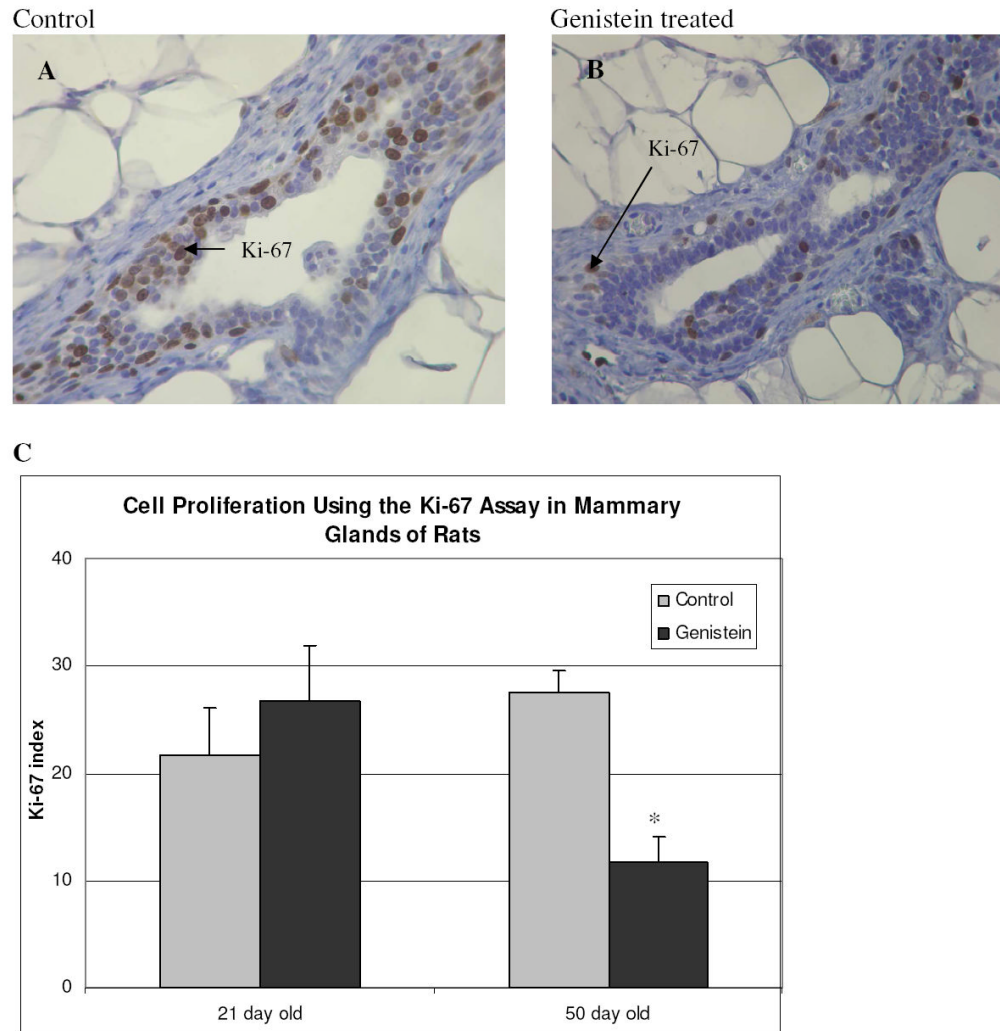 Control
Genistein treated
A
B
Ki-67
Ki-67
C
Cell Proliferation Using the Ki-67 Assay in Mammary
Glands of Rats
40
30
20
10
0
Ki-67 index
Control
Genistein
*
21 day old
50 day old